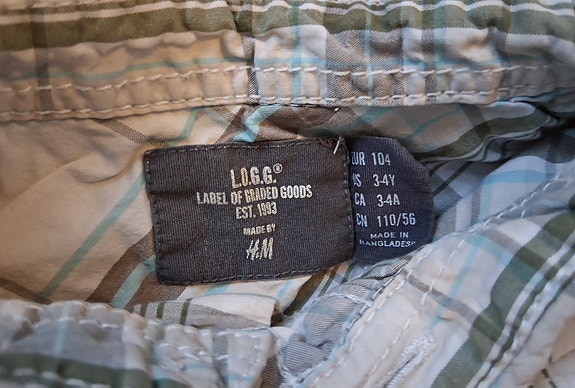 L.O.G.G.®
LABEL OF GRADED GOODS
EST. 1993
MADE BY
H&M
EUR 104
US 3-4Y
CA 3-4A
CN 110/56
MADE IN
BANGLADESH